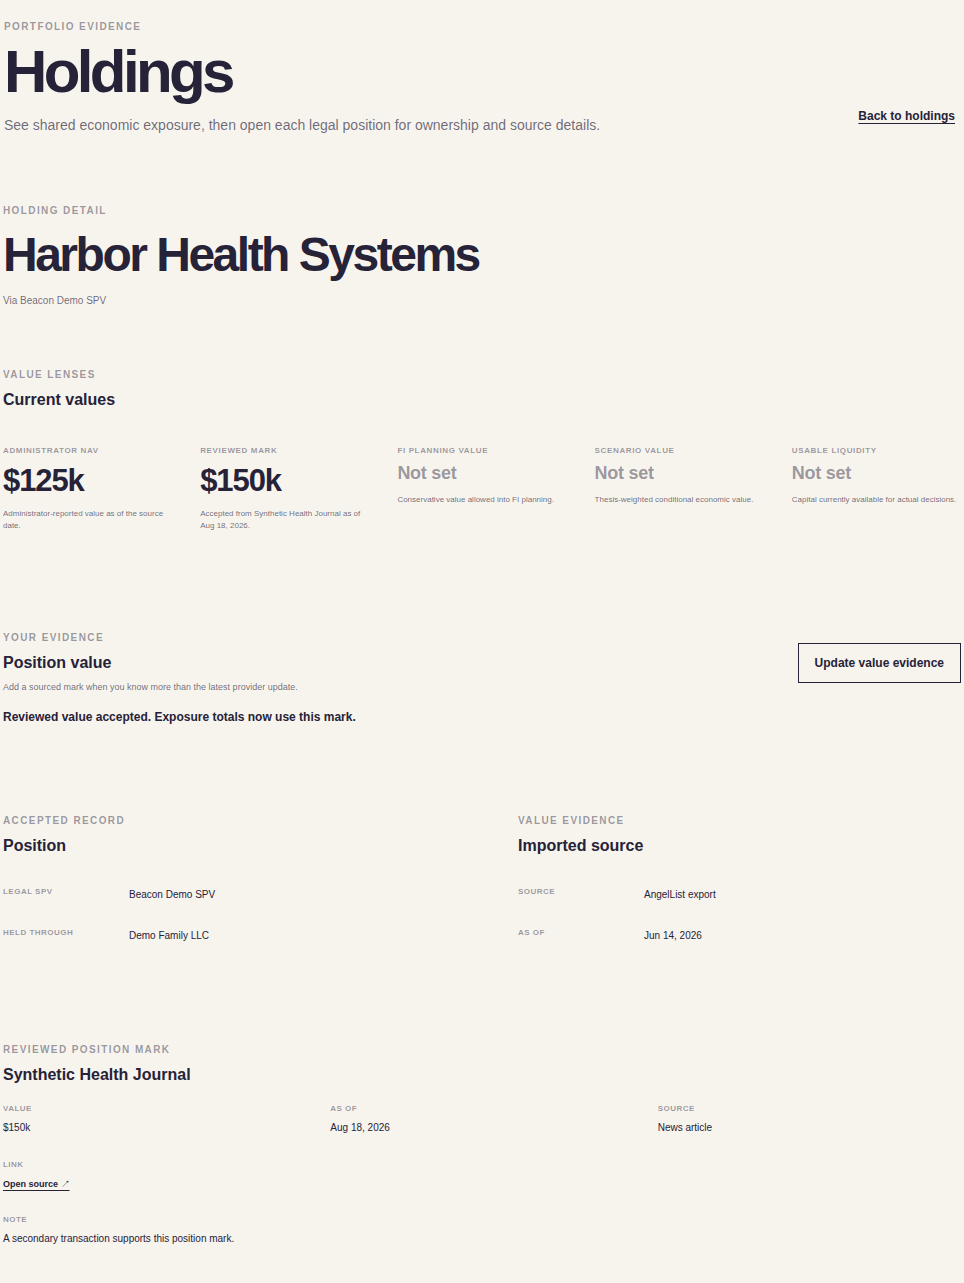 PORTFOLIO EVIDENCE
Holdings
See shared economic exposure, then open each legal position for ownership and source details.
Back to holdings
HOLDING DETAIL
Harbor Health Systems
Via Beacon Demo SPV
VALUE LENSES
Current values
ADMINISTRATOR NAV
$125k
Administrator-reported value as of the source
date.
REVIEWED MARK
$150k
Accepted from Synthetic Health Journal as of
Aug 18, 2026.
FI PLANNING VALUE
Not set
Conservative value allowed into FI planning.
SCENARIO VALUE
Not set
Thesis-weighted conditional economic value.
USABLE LIQUIDITY
Not set
Capital currently available for actual decisions.
YOUR EVIDENCE
Position value
Add a sourced mark when you know more than the latest provider update.
Update value evidence
Reviewed value accepted. Exposure totals now use this mark.
ACCEPTED RECORD
Position
LEGAL SPV
Beacon Demo SPV
HELD THROUGH
Demo Family LLC
VALUE EVIDENCE
Imported source
SOURCE
AngelList export
AS OF
Jun 14, 2026
REVIEWED POSITION MARK
Synthetic Health Journal
VALUE
$150k
AS OF
Aug 18, 2026
SOURCE
News article
LINK
Open source ↗
NOTE
A secondary transaction supports this position mark.